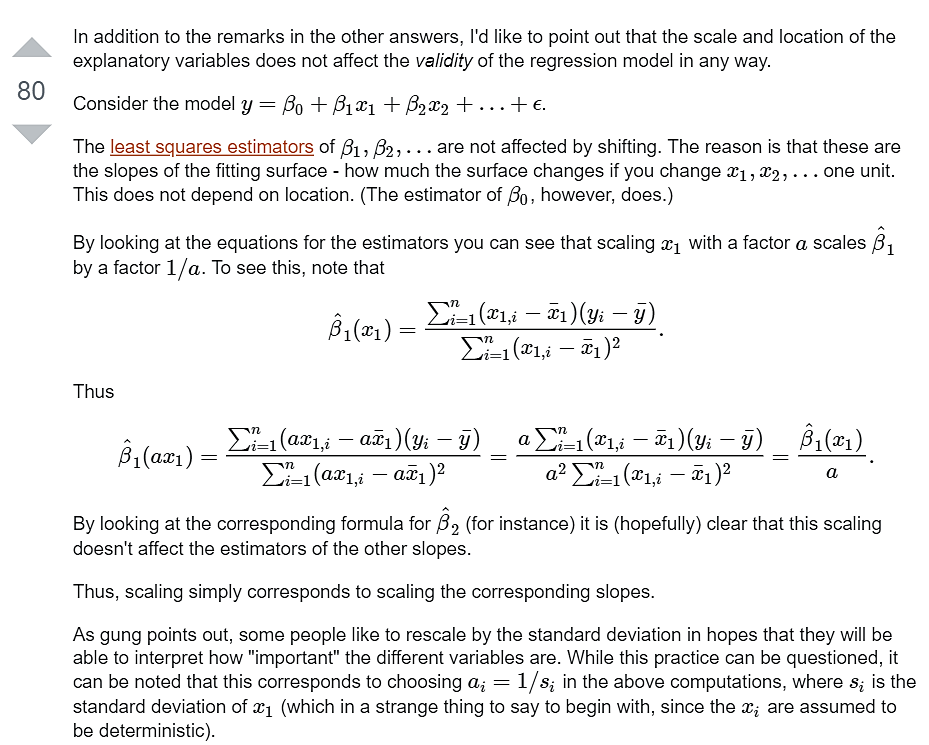 In addition to the remarks in the other answers, I'd like to point out that the scale and location of the
explanatory variables does not affect the validity of the regression model in any way.
80
Consider the model y = β₀ + β₁x₁ + β₂x₂ + … + ϵ.
The least squares estimators of β₁, β₂, … are not affected by shifting. The reason is that these are
the slopes of the fitting surface - how much the surface changes if you change x₁, x₂, … one unit.
This does not depend on location. (The estimator of β₀, however, does.)
By looking at the equations for the estimators you can see that scaling x₁ with a factor a scales β̂₁
by a factor 1/a. To see this, note that
β̂₁(x₁) = ∑ⁿᵢ₌₁(x₁,ᵢ − x̄₁)(yᵢ − ȳ) / ∑ⁿᵢ₌₁(x₁,ᵢ − x̄₁)².
Thus
β̂₁(ax₁) = ∑ⁿᵢ₌₁(ax₁,ᵢ − ax̄₁)(yᵢ − ȳ) / ∑ⁿᵢ₌₁(ax₁,ᵢ − ax̄₁)² = a∑ⁿᵢ₌₁(x₁,ᵢ − x̄₁)(yᵢ − ȳ) / a²∑ⁿᵢ₌₁(x₁,ᵢ − x̄₁)² = β̂₁(x₁) / a.
By looking at the corresponding formula for β̂₂ (for instance) it is (hopefully) clear that this scaling
doesn't affect the estimators of the other slopes.
Thus, scaling simply corresponds to scaling the corresponding slopes.
As gung points out, some people like to rescale by the standard deviation in hopes that they will be
able to interpret how "important" the different variables are. While this practice can be questioned, it
can be noted that this corresponds to choosing aᵢ = 1/sᵢ in the above computations, where sᵢ is the
standard deviation of x₁ (which in a strange thing to say to begin with, since the xᵢ are assumed to
be deterministic).